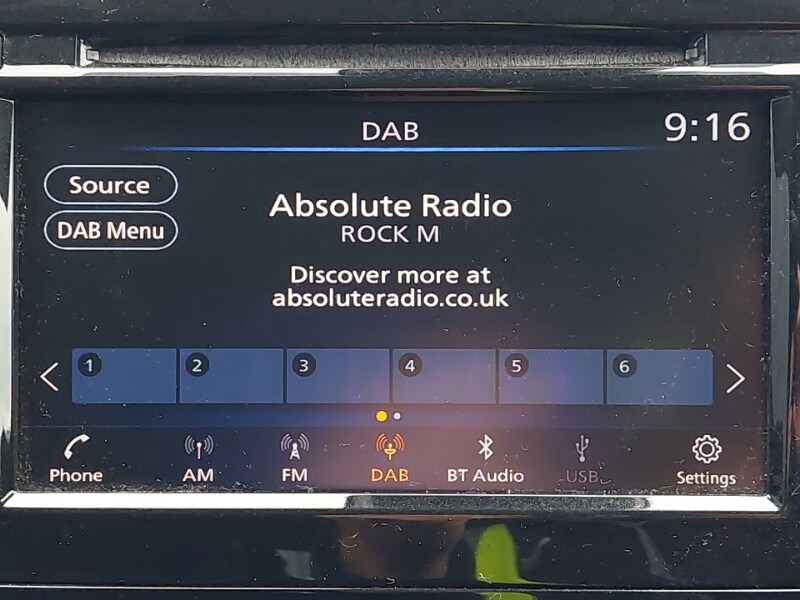 DAB
9:16
Source
DAB Menu
Absolute Radio
ROCK M
Discover more at
absoluteradio.co.uk
1 2 3 4 5 6
Phone AM FM DAB BT Audio USB Settings